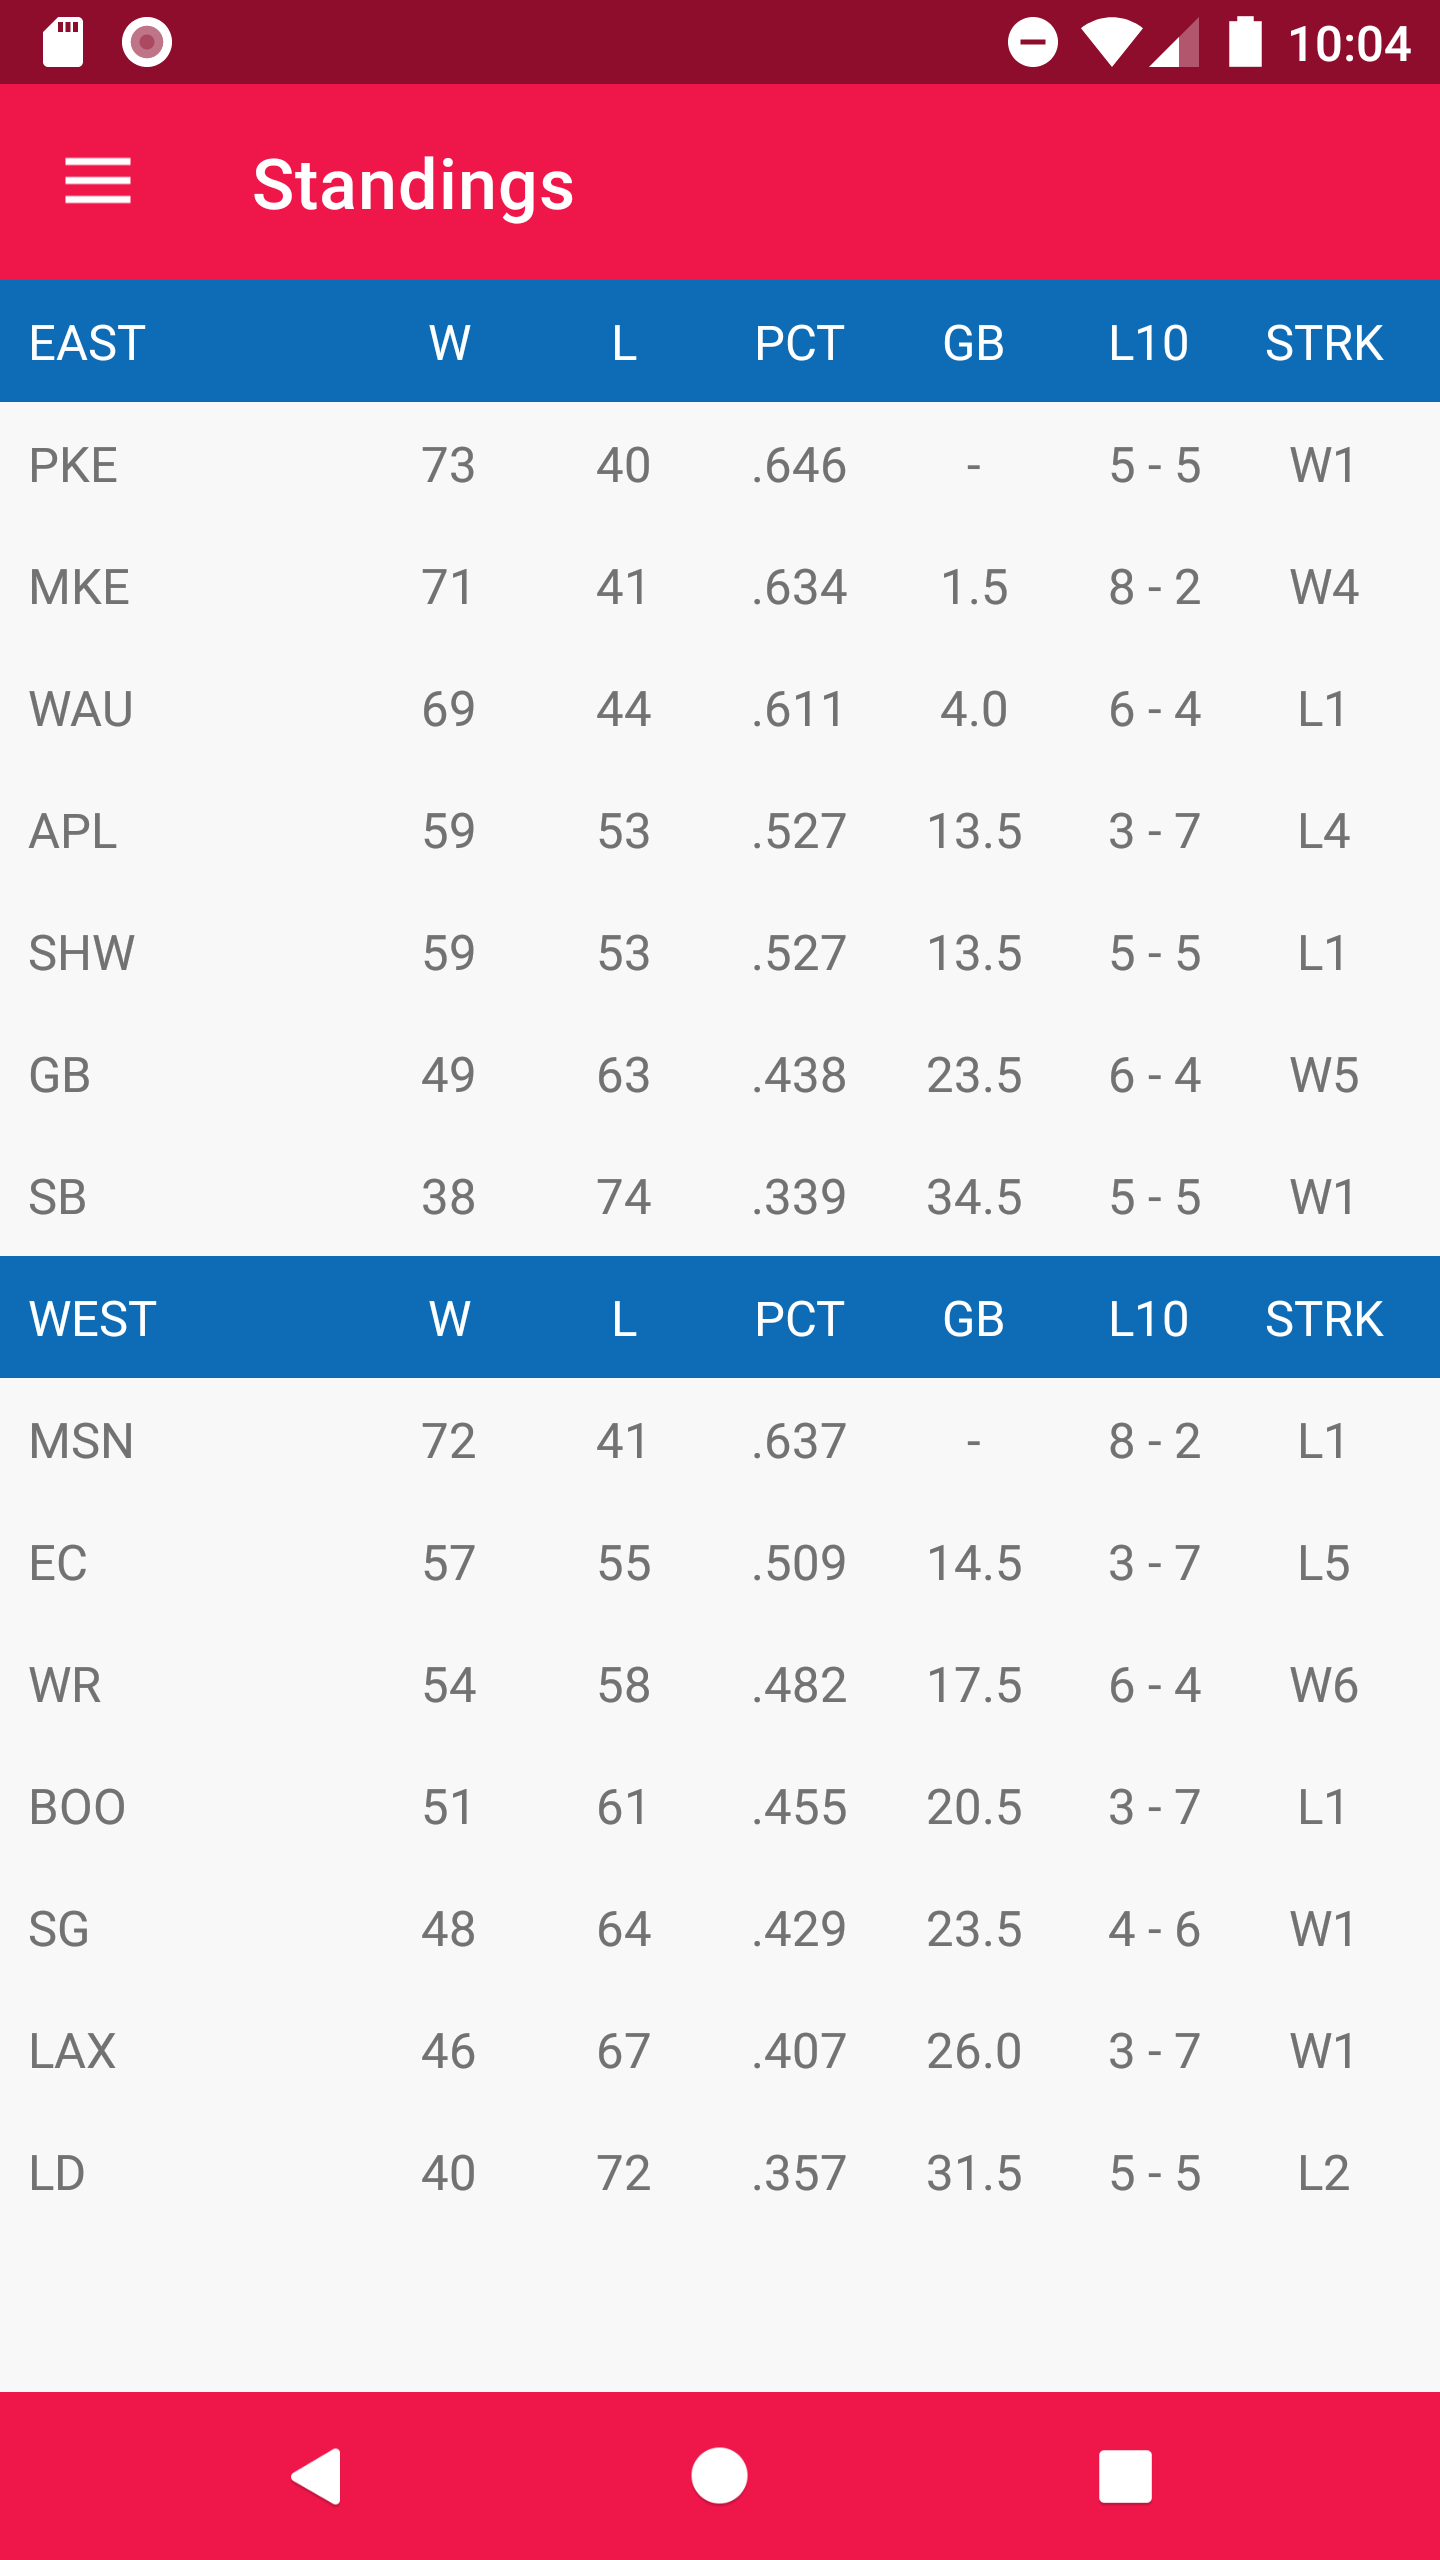 10:04
Standings
EAST W L PCT GB L10 STRK
PKE 73 40 .646 - 5 - 5 W1
MKE 71 41 .634 1.5 8 - 2 W4
WAU 69 44 .611 4.0 6 - 4 L1
APL 59 53 .527 13.5 3 - 7 L4
SHW 59 53 .527 13.5 5 - 5 L1
GB 49 63 .438 23.5 6 - 4 W5
SB 38 74 .339 34.5 5 - 5 W1
WEST W L PCT GB L10 STRK
MSN 72 41 .637 - 8 - 2 L1
EC 57 55 .509 14.5 3 - 7 L5
WR 54 58 .482 17.5 6 - 4 W6
BOO 51 61 .455 20.5 3 - 7 L1
SG 48 64 .429 23.5 4 - 6 W1
LAX 46 67 .407 26.0 3 - 7 W1
LD 40 72 .357 31.5 5 - 5 L2